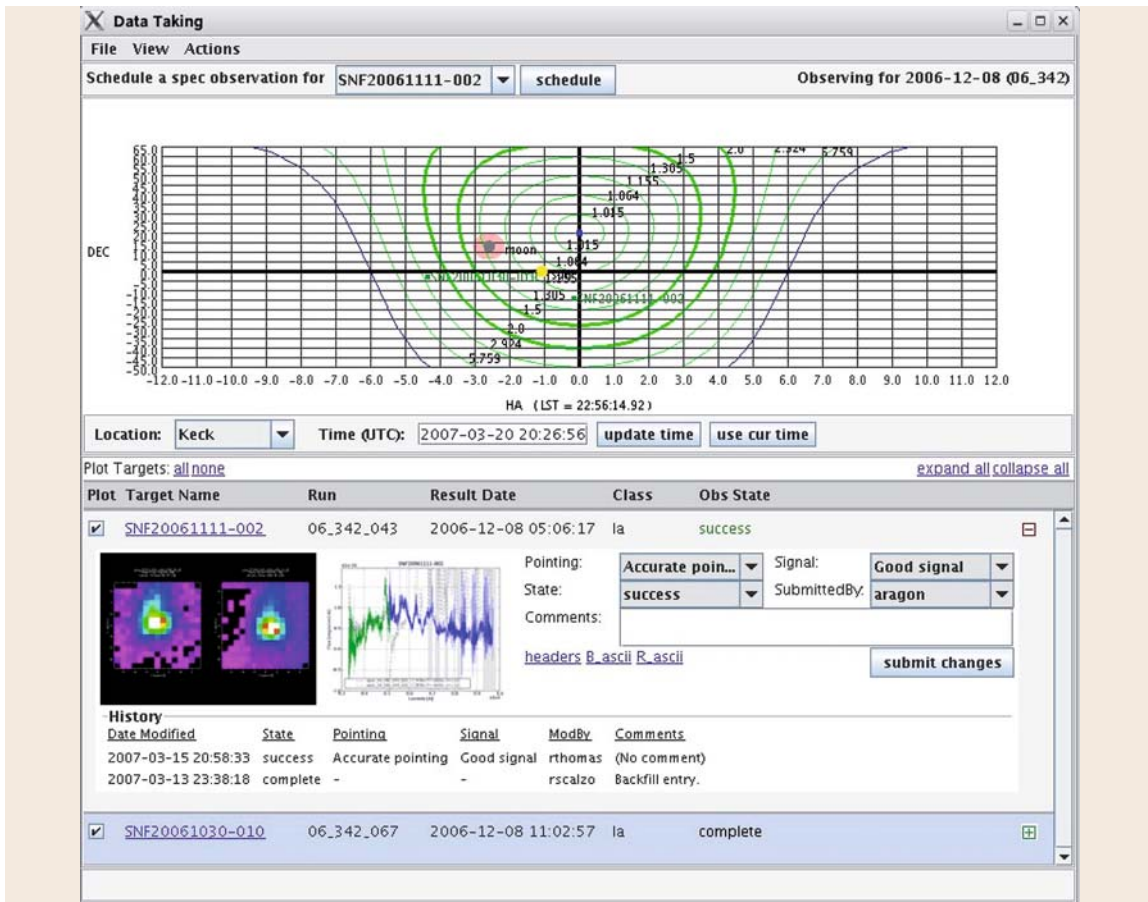 Data Taking
File View Actions
Schedule a spec observation for SNF20061111-002 schedule Observing for 2006-12-08 (06_342)
65.0
60.0
55.0
50.0
45.0
40.0
35.0
30.0
25.0
20.0
15.0
10.0
5.0
0.0
-5.0
-10.0
-15.0
-20.0
-25.0
-30.0
-35.0
-40.0
-45.0
-50.0
DEC
2.0 2.924 5.759
1.5
1.305
1.155
1.064
1.015
moon 1.015
1.064
1.155
1.305 SNF20061111-002
1.5
2.0
2.924
5.759
-12.0 -11.0 -10.0 -9.0 -8.0 -7.0 -6.0 -5.0 -4.0 -3.0 -2.0 -1.0 0.0 1.0 2.0 3.0 4.0 5.0 6.0 7.0 8.0 9.0 10.0 11.0 12.0
HA (LST = 22:56:14.92)
Location: Keck Time (UTC): 2007-03-20 20:26:56 update time use cur time
Plot Targets: all none expand all collapse all
Plot Target Name Run Result Date Class Obs State
SNF20061111-002 06_342_043 2006-12-08 05:06:17 Ia success
SNF20061111-002
Pointing: Accurate poin... Signal: Good signal
State: success SubmittedBy: aragon
Comments:
headers B_ascii R_ascii submit changes
History
Date Modified State Pointing Signal ModBy Comments
2007-03-15 20:58:33 success Accurate pointing Good signal rthomas (No comment)
2007-03-13 23:38:18 complete - - rscalzo Backfill entry.
SNF20061030-010 06_342_067 2006-12-08 11:02:57 Ia complete